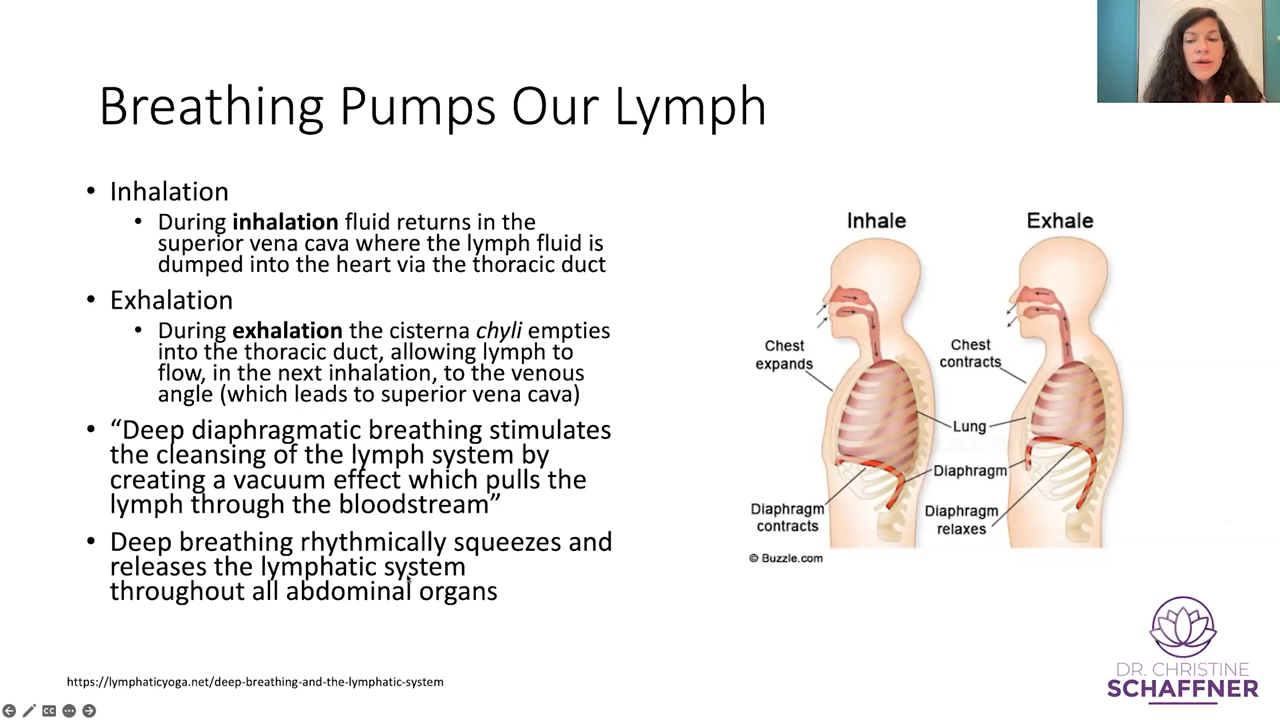 Breathing Pumps Our Lymph
• Inhalation
• During inhalation fluid returns in the
superior vena cava where the lymph fluid is
dumped into the heart via the thoracic duct
• Exhalation
• During exhalation the cisterna chyli empties
into the thoracic duct, allowing lymph to
flow, in the next inhalation, to the venous
angle (which leads to superior vena cava)
• “Deep diaphragmatic breathing stimulates
the cleansing of the lymph system by
creating a vacuum effect which pulls the
lymph through the bloodstream”
• Deep breathing rhythmically squeezes and
releases the lymphatic system
throughout all abdominal organs
Inhale
Exhale
Chest
expands
Chest
contracts
Lung
Diaphragm
Diaphragm
contracts
Diaphragm
relaxes
© Buzzle.com
https://lymphaticyoga.net/deep-breathing-and-the-lymphatic-system
CC
DR. CHRISTINE
SCHAFFNER